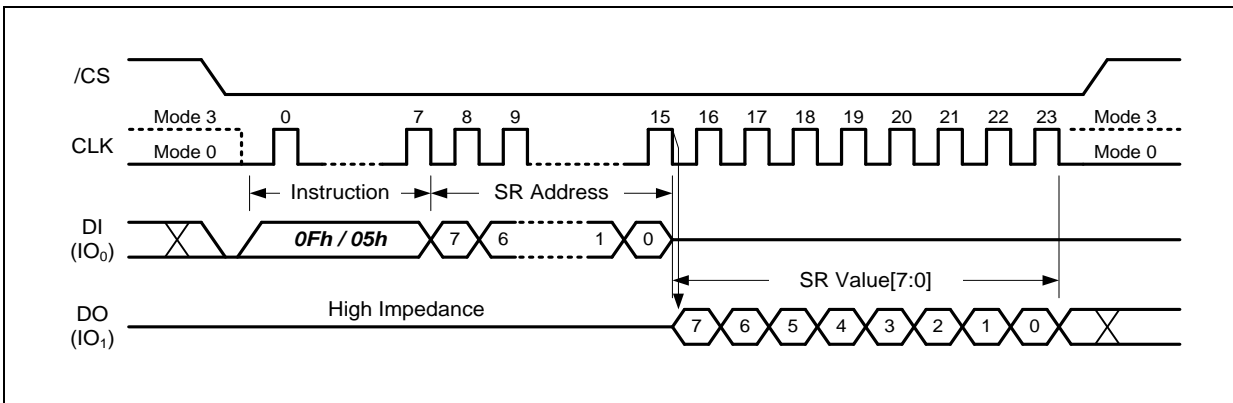 /CS
Mode 3 0 7 8 9 15 16 17 18 19 20 21 22 23 Mode 3
CLK
Mode 0 Mode 0
Instruction SR Address
DI
(IO₀)
0Fh / 05h 7 6 1 0
SR Value[7:0]
High Impedance
DO
(IO₁)
7 6 5 4 3 2 1 0